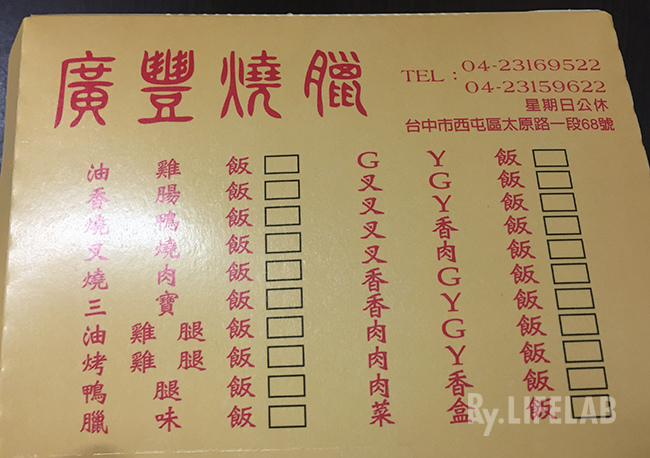 廣豐燒臘
TEL：04-23169522
04-23159622
星期日公休
台中市西屯區太原路一段68號
油雞飯
香腸飯
燒鴨飯
叉燒飯
燒肉飯
三寶飯
油雞腿飯
烤雞腿飯
鴨腿飯
臘味飯
G Y飯
叉G飯
叉Y飯
叉香飯
叉肉飯
香G飯
香Y飯
肉G飯
肉Y飯
肉香飯
菜盒飯
Ry.LIFELAB